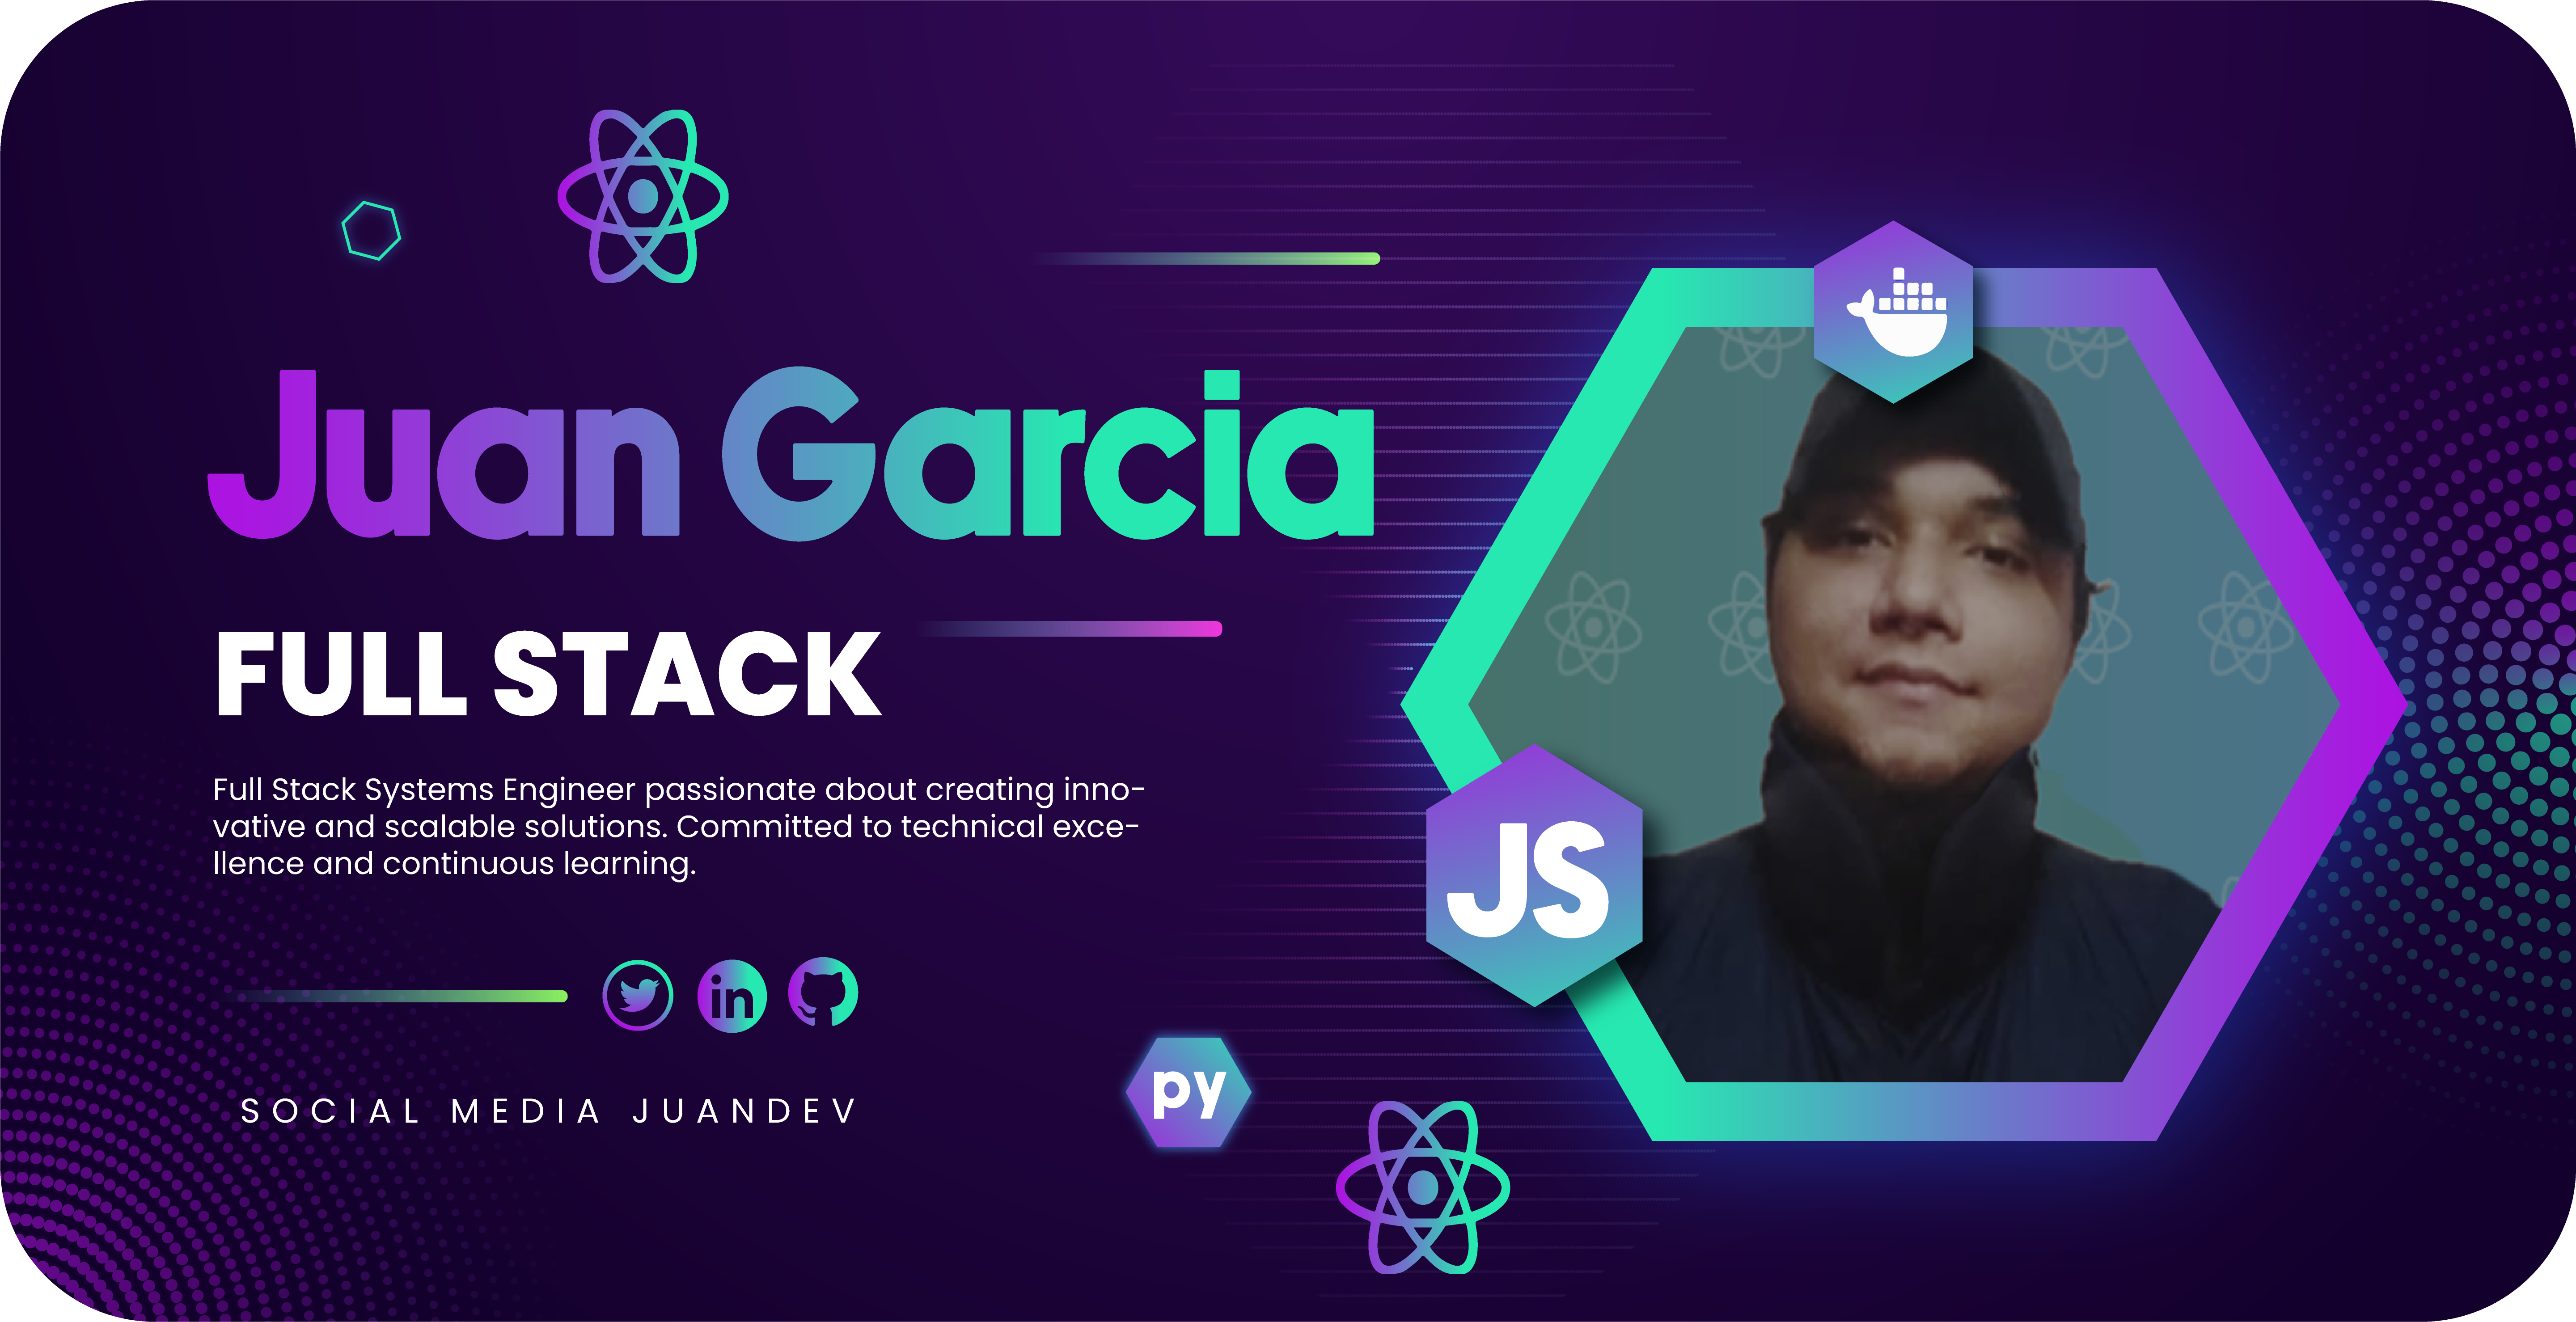 Juan Garcia
FULL STACK
Full Stack Systems Engineer passionate about creating inno-
vative and scalable solutions. Committed to technical exce-
llence and continuous learning.
in
SOCIAL MEDIA JUANDEV
JS
py